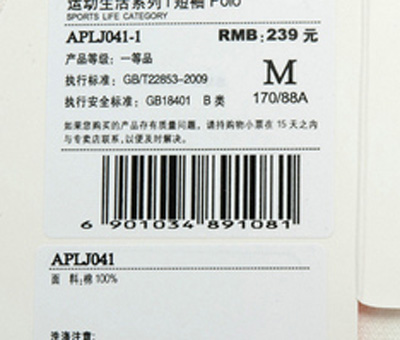 运动生活系列 I 短袖 Polo
SPORTS LIFE CATEGORY
APLJ041-1 RMB:239 元
产品等级：一等品
执行标准：GB/T22853-2009
M
执行安全标准：GB18401 B 类
170/88A
如果您购买的产品存有质量问题，请持购物小票在 15 天之内
与专卖店联系,以便及时解决。
6 901034 891081
APLJ041
面 料:棉 100%
洗涤注意: